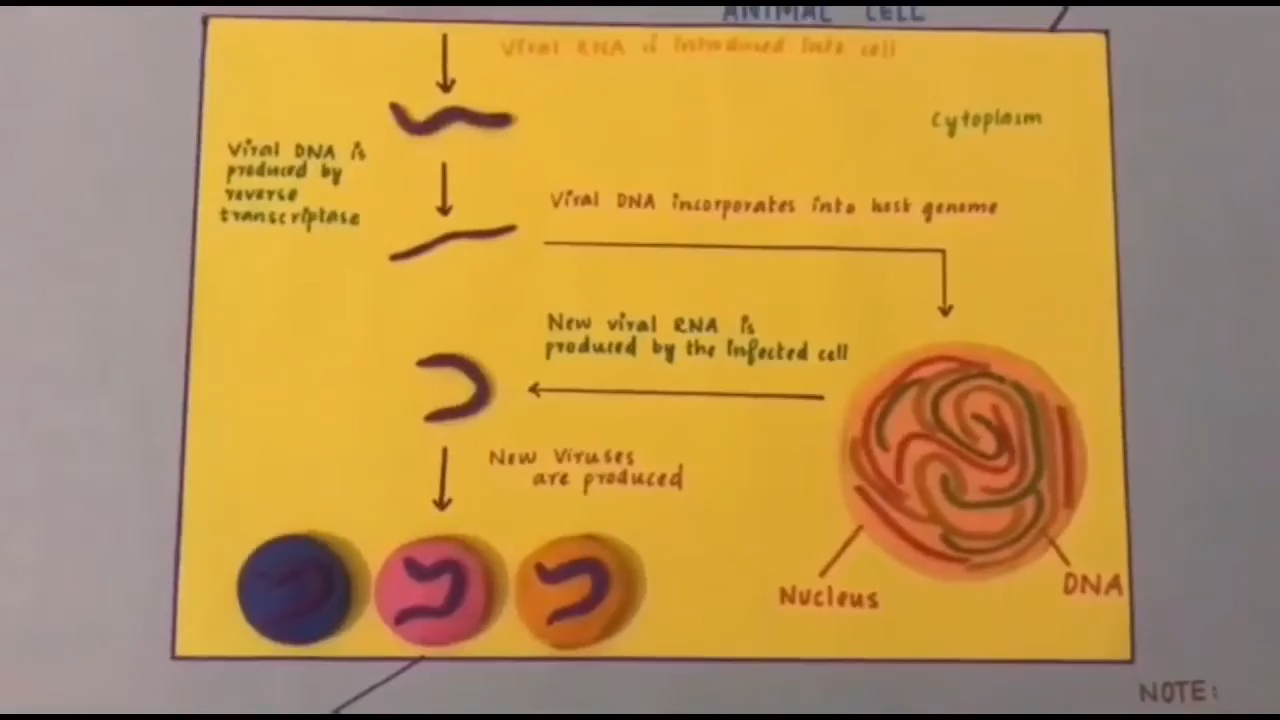 ANIMAL CELL
Viral RNA is introduced into cell
Cytoplasm
Viral DNA is
produced by
reverse
transcriptase
Viral DNA incorporates into host genome
New viral RNA is
produced by the infected cell
New Viruses
are produced
Nucleus
DNA
NOTE: